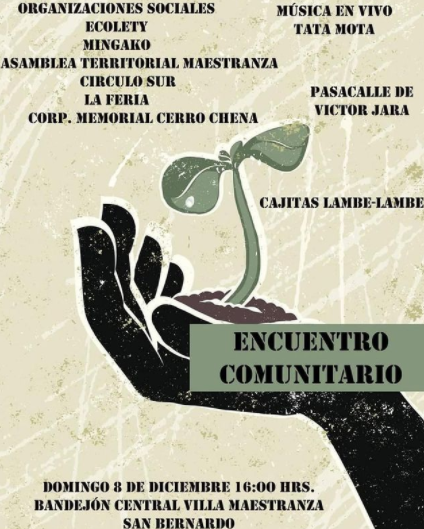 ORGANIZACIONES SOCIALES
ECOLETY
MINGAKO
ASAMBLEA TERRITORIAL MAESTRANZA
CIRCULO SUR
LA FERIA
CORP. MEMORIAL CERRO CHENA
MÚSICA EN VIVO
TATA MOTA
PASACALLE DE
VICTOR JARA
CAJITAS LAMBE-LAMBE
ENCUENTRO
COMUNITARIO
DOMINGO 8 DE DICIEMBRE 16:00 HRS.
BANDEJÓN CENTRAL VILLA MAESTRANZA
SAN BERNARDO